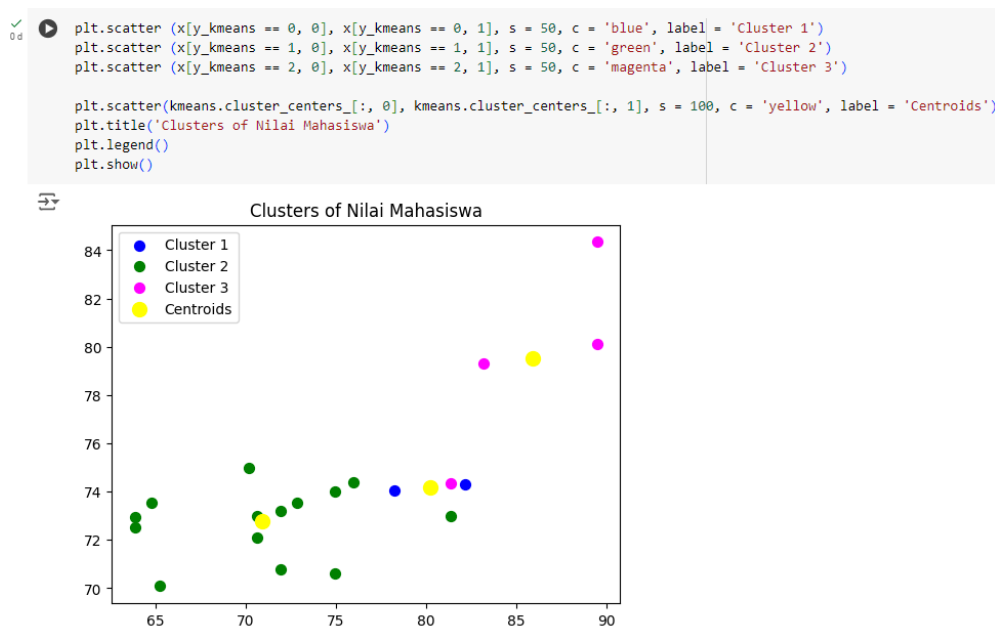 plt.scatter (x[y_kmeans == 0, 0], x[y_kmeans == 0, 1], s = 50, c = 'blue', label = 'Cluster 1')
0 d
plt.scatter (x[y_kmeans == 1, 0], x[y_kmeans == 1, 1], s = 50, c = 'green', label = 'Cluster 2')
plt.scatter (x[y_kmeans == 2, 0], x[y_kmeans == 2, 1], s = 50, c = 'magenta', label = 'Cluster 3')
plt.scatter(kmeans.cluster_centers_[:, 0], kmeans.cluster_centers_[:, 1], s = 100, c = 'yellow', label = 'Centroids')
plt.title('Clusters of Nilai Mahasiswa')
plt.legend()
plt.show()
Clusters of Nilai Mahasiswa
Cluster 1
Cluster 2
Cluster 3
Centroids
84
82
80
78
76
74
72
70
65 70 75 80 85 90